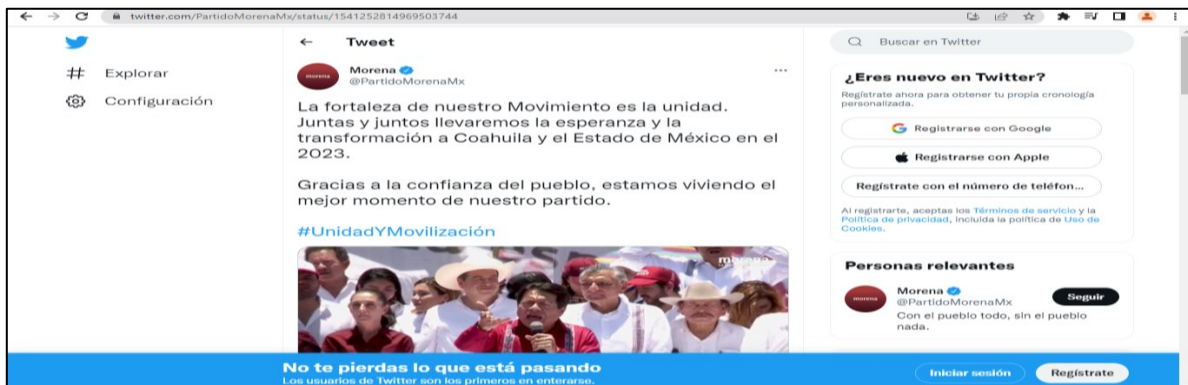 twitter.com/PartidoMorenaMx/status/1541252814969503744
Explorar
Configuración
Tweet
morena
Morena
@PartidoMorenaMx
La fortaleza de nuestro Movimiento es la unidad.
Juntas y juntos llevaremos la esperanza y la
transformación a Coahuila y el Estado de México en el
2023.
Gracias a la confianza del pueblo, estamos viviendo el
mejor momento de nuestro partido.
#UnidadYMovilización
morena
Buscar en Twitter
¿Eres nuevo en Twitter?
Regístrate ahora para obtener tu propia cronología
personalizada.
Registrarse con Google
Registrarse con Apple
Regístrate con el número de teléfon...
Al registrarte, aceptas los Términos de servicio y la
Política de privacidad, incluida la política de Uso de
Cookies.
Personas relevantes
morena
Morena
@PartidoMorenaMx
Seguir
Con el pueblo todo, sin el pueblo
nada.
No te pierdas lo que está pasando
Los usuarios de Twitter son los primeros en enterarse.
Iniciar sesión
Regístrate